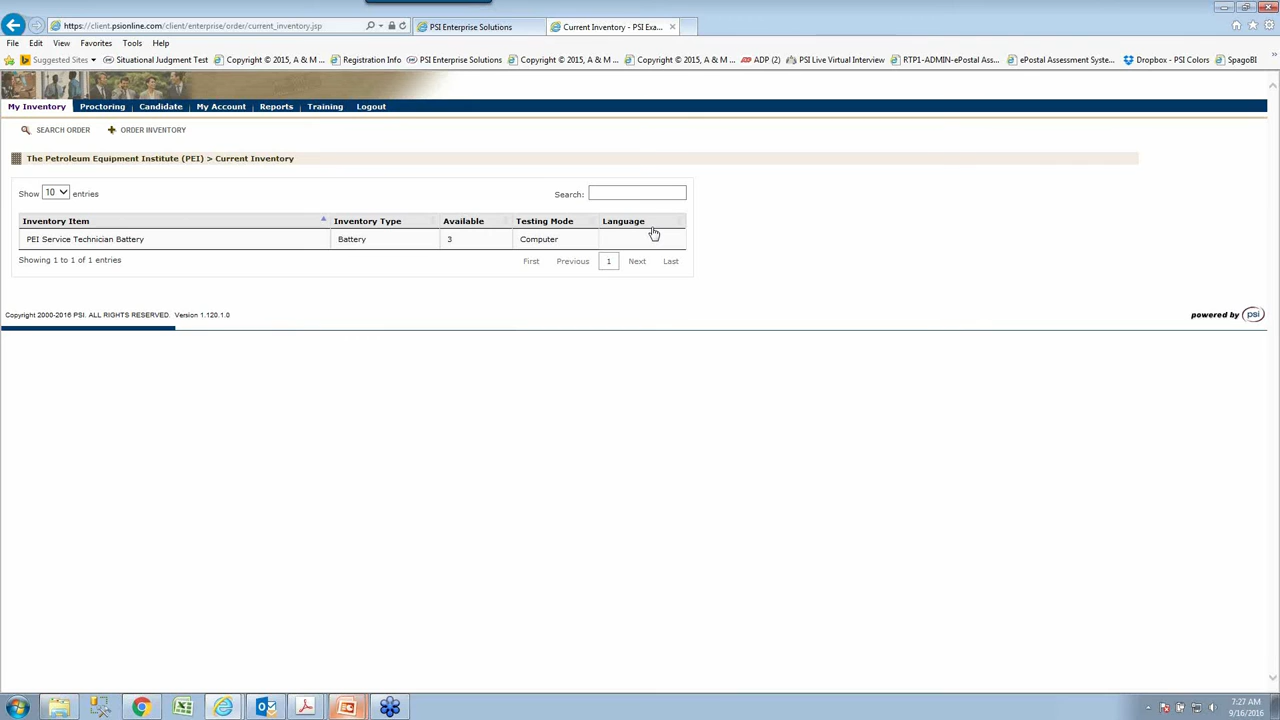 https://client.psionline.com/client/enterprise/order/current_inventory.jsp
PSI Enterprise Solutions
Current Inventory - PSI Exa...
File Edit View Favorites Tools Help
Suggested Sites
Situational Judgment Test
Copyright © 2015, A & M ...
Registration Info
PSI Enterprise Solutions
Copyright © 2015, A & M ...
Copyright © 2015, A & M ...
ADP (2)
PSI Live Virtual Interview
RTP1-ADMIN-ePostal Ass...
ePostal Assessment Syste...
Dropbox - PSI Colors
SpagoBI
My Inventory Proctoring Candidate My Account Reports Training Logout
SEARCH ORDER ORDER INVENTORY
The Petroleum Equipment Institute (PEI) > Current Inventory
Show 10 entries Search:
Inventory Item Inventory Type Available Testing Mode Language
PEI Service Technician Battery Battery 3 Computer
Showing 1 to 1 of 1 entries First Previous 1 Next Last
Copyright 2000-2016 PSI. ALL RIGHTS RESERVED. Version 1.120.1.0 powered by psi
7:27 AM
9/16/2016